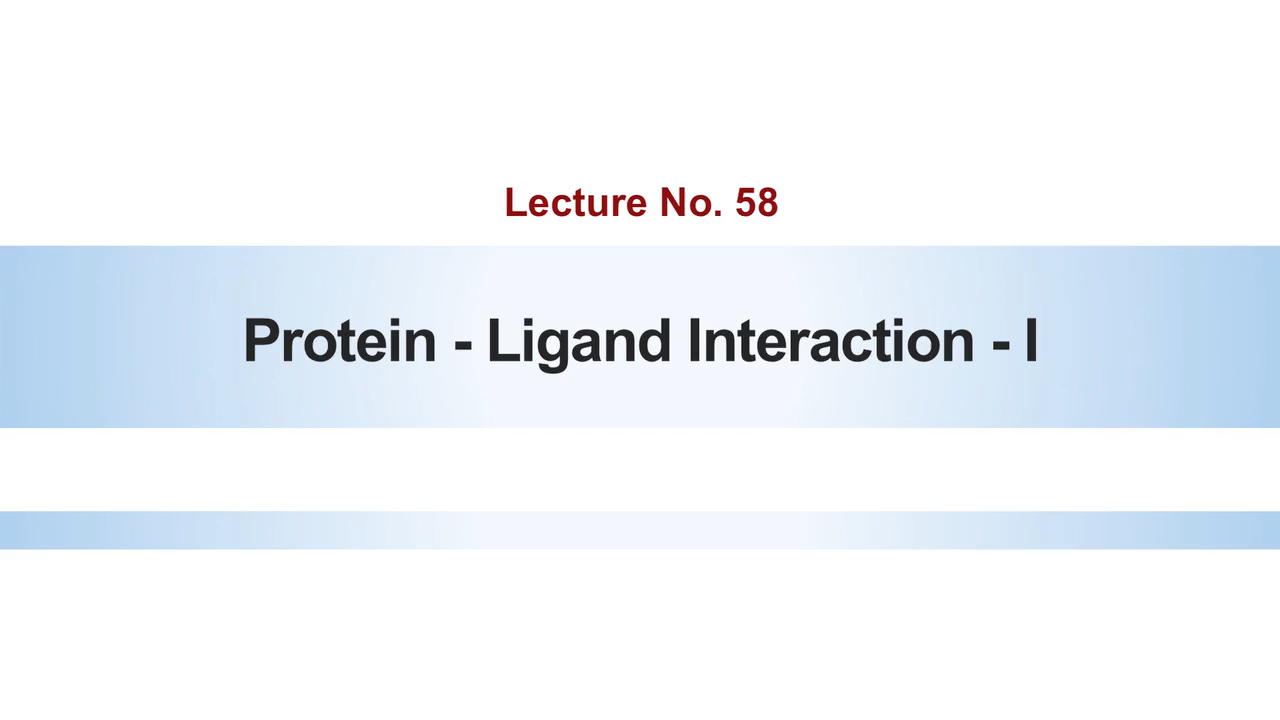 Lecture No. 58
Protein - Ligand Interaction - I